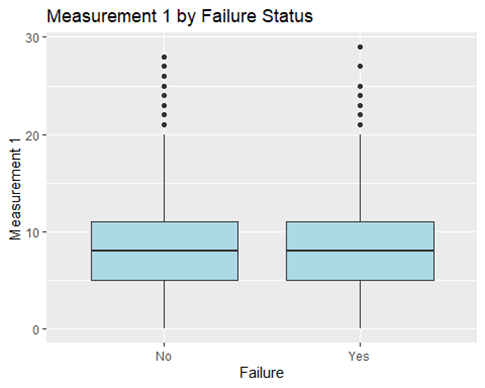 Measurement 1 by Failure Status
30
20
10
0
Measurement 1
No
Yes
Failure